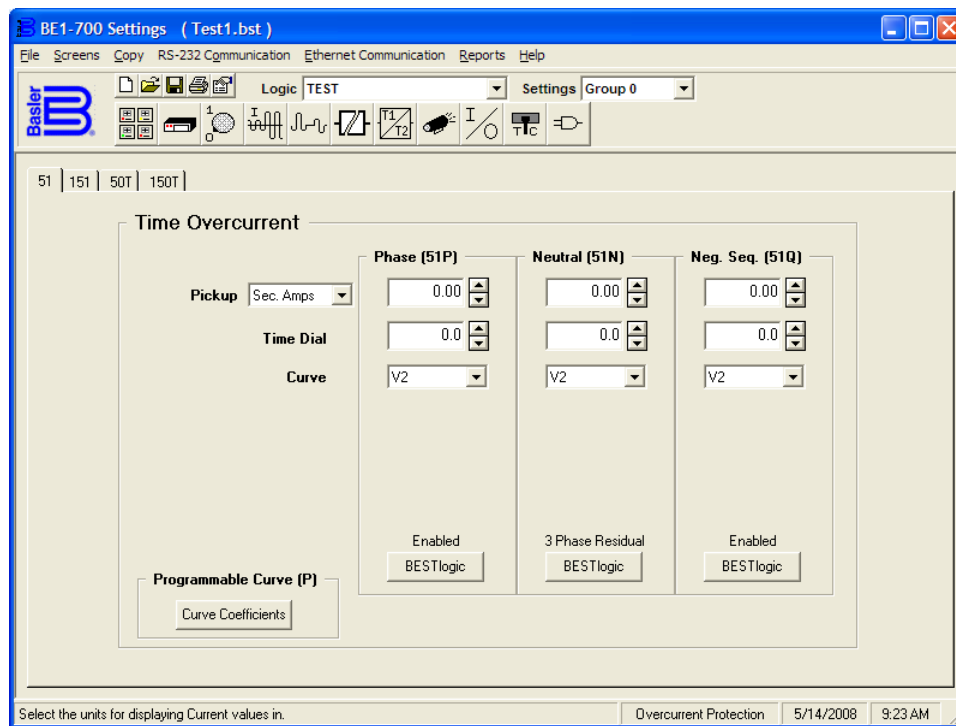 BE1-700 Settings ( Test1.bst )
File Screens Copy RS-232 Communication Ethernet Communication Reports Help
Basler
Logic TEST Settings Group 0
1 0 I T1 T2 I O T C
51 151 50T 150T
Time Overcurrent
Phase (51P) Neutral (51N) Neg. Seq. (51Q)
Pickup Sec. Amps 0.00 0.00 0.00
Time Dial 0.0 0.0 0.0
Curve V2 V2 V2
Enabled 3 Phase Residual Enabled
BESTlogic BESTlogic BESTlogic
Programmable Curve (P)
Curve Coefficients
Select the units for displaying Current values in. Overcurrent Protection 5/14/2008 9:23 AM